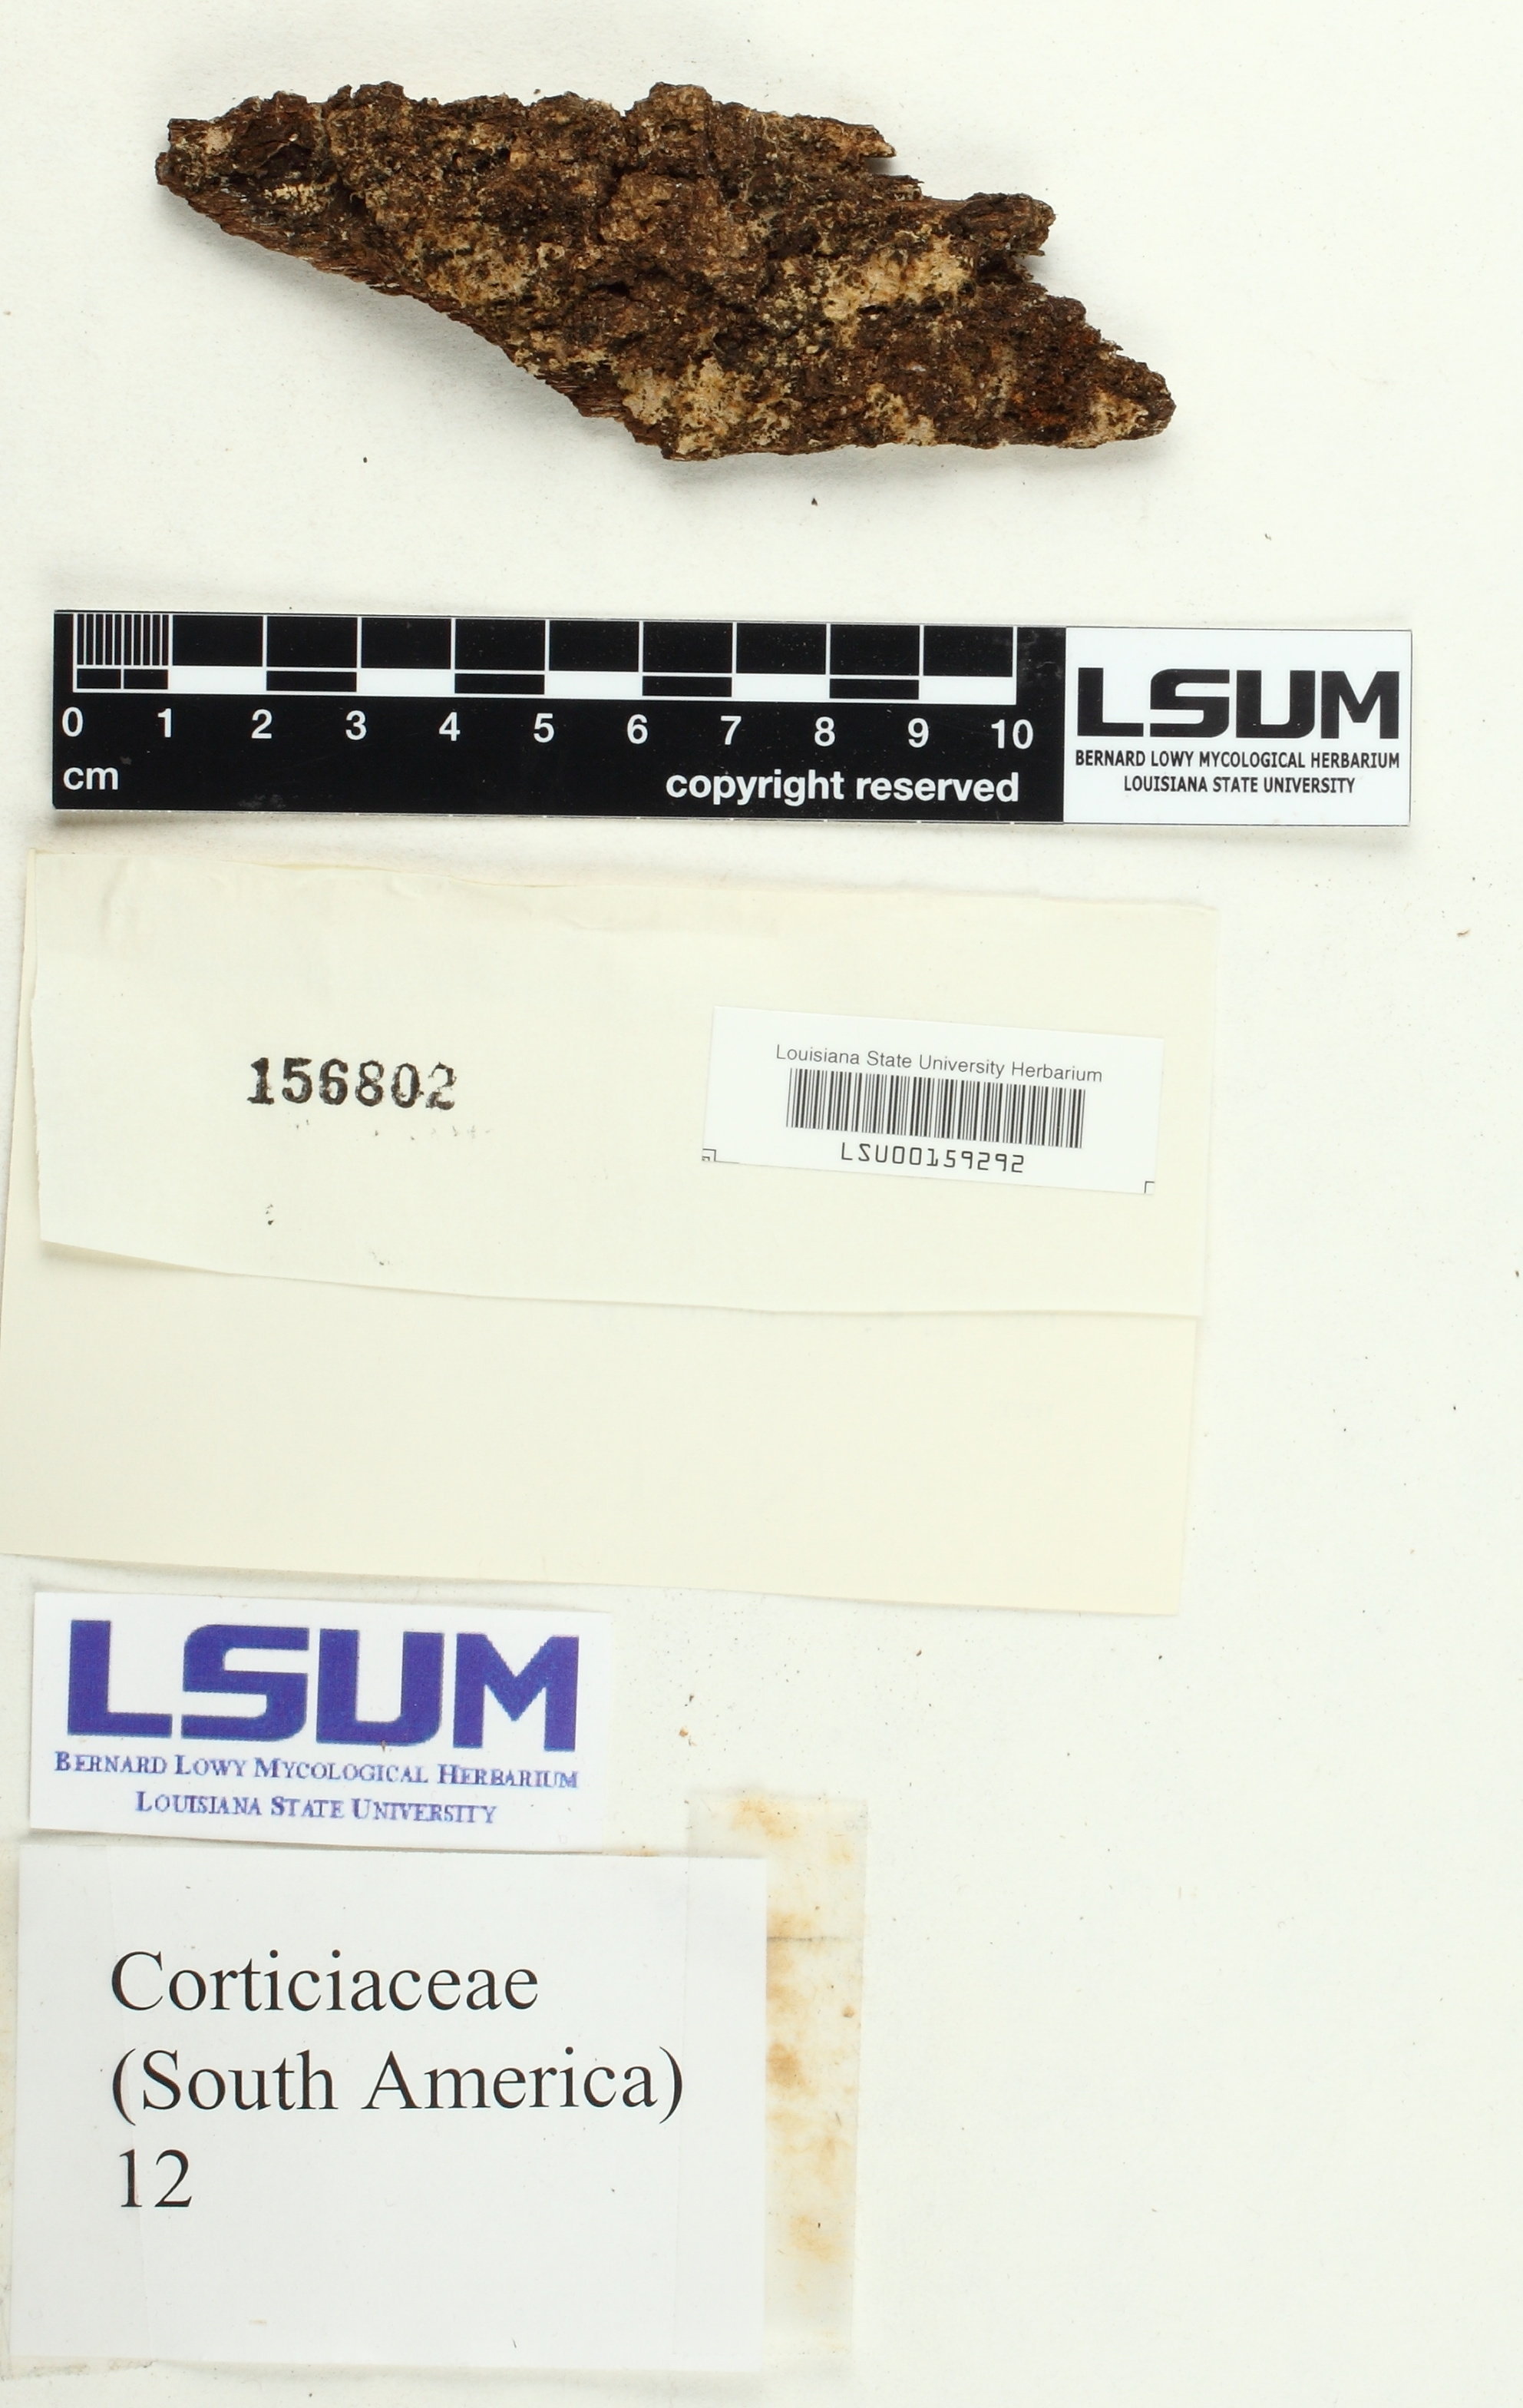 0 1 2 3 4 5 6 7 8 9 10
cm
copyright reserved
LSUM
BERNARD LOWY MYCOLOGICAL HERBARIUM
LOUISIANA STATE UNIVERSITY
156802
Louisiana State University Herbarium
LSU00159292
LSUM
BERNARD LOWY MYCOLOGICAL HERBARIUM
LOUISIANA STATE UNIVERSITY
Corticiaceae
(South America)
12